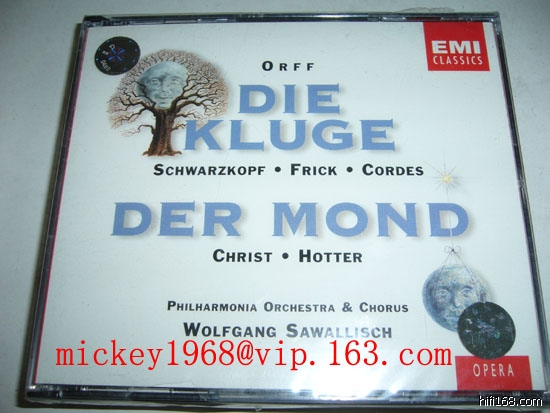 EMI
CLASSICS
ORFF
DIE
KLUGE
SCHWARZKOPF • FRICK • CORDES
DER MOND
CHRIST • HOTTER
PHILHARMONIA ORCHESTRA & CHORUS
WOLFGANG SAWALLISCH
mickey1968@vip.163.com
OPERA
hifi168.com